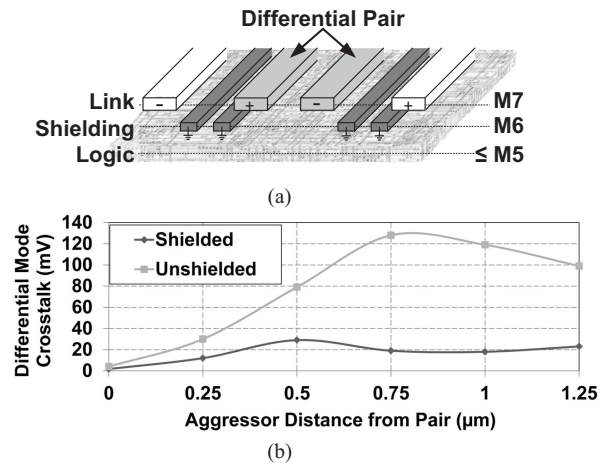 Differential Pair
Link - + - + M7
Shielding M6
Logic ≤ M5
(a)
Differential Mode
Crosstalk (mV)
140
120
100
80
60
40
20
0
Shielded
Unshielded
0 0.25 0.5 0.75 1 1.25
Aggressor Distance from Pair (µm)
(b)